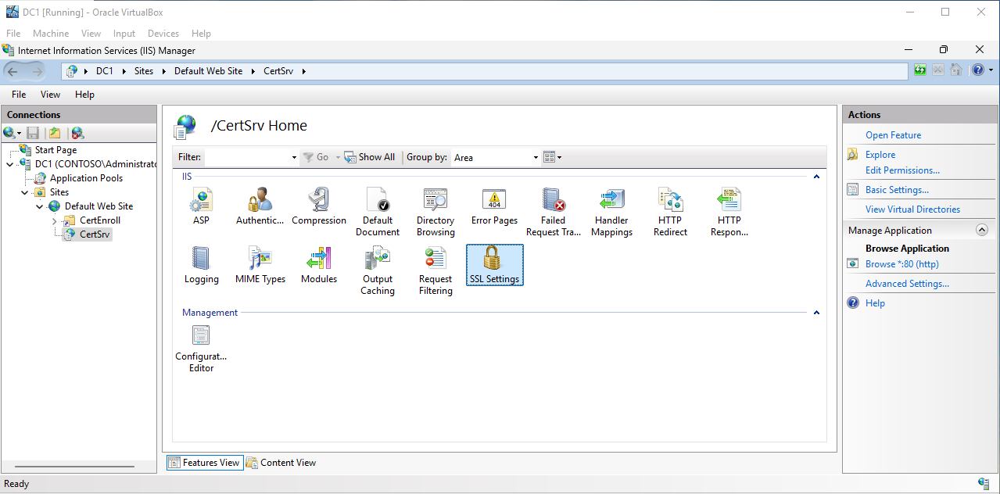 DC1 [Running] - Oracle VirtualBox
File Machine View Input Devices Help
Internet Information Services (IIS) Manager
DC1 Sites Default Web Site CertSrv
File View Help
Connections
Start Page
DC1 (CONTOSO\Administrato
Application Pools
Sites
Default Web Site
CertEnroll
CertSrv
/CertSrv Home
Filter: Go Show All Group by: Area
IIS
ASP
Authentic...
Compression
Default
Document
Directory
Browsing
404
Error Pages
Failed
Request Tra...
Handler
Mappings
HTTP
Redirect
HTTP
Respon...
Logging
MIME Types
Modules
Output
Caching
Request
Filtering
SSL Settings
Management
Configurat...
Editor
Features View Content View
Actions
Open Feature
Explore
Edit Permissions...
Basic Settings...
View Virtual Directories
Manage Application
Browse Application
Browse *:80 (http)
Advanced Settings...
Help
Ready